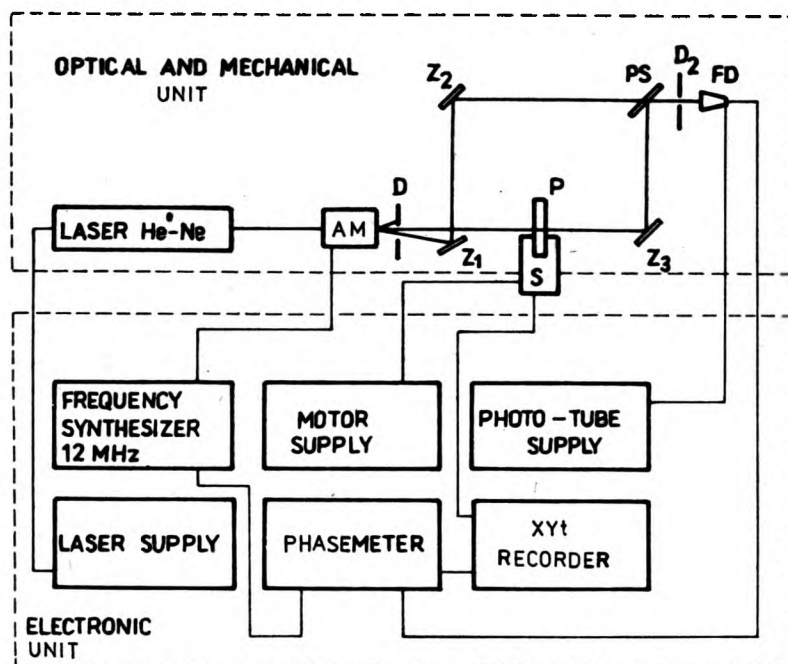 OPTICAL AND MECHANICAL
UNIT
Z2
PS
D2
FD
D
P
LASER He-Ne
AM
Z1
S
Z3
FREQUENCY
SYNTHESIZER
12 MHz
MOTOR
SUPPLY
PHOTO - TUBE
SUPPLY
LASER SUPPLY
PHASEMETER
XYt
RECORDER
ELECTRONIC
UNIT